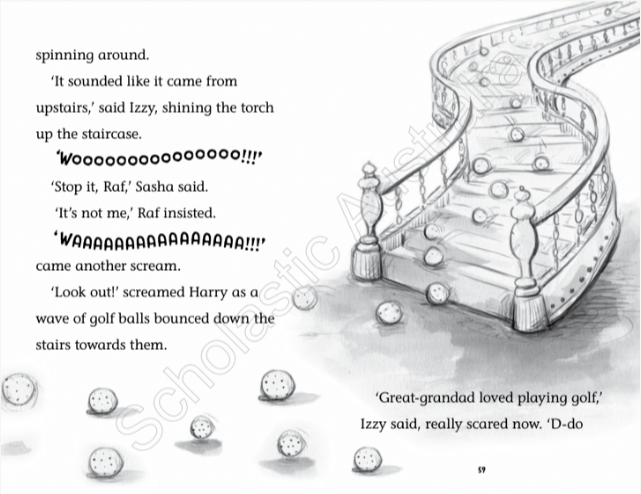 spinning around.
‘It sounded like it came from
upstairs,’ said Izzy, shining the torch
up the staircase.
‘WOOOOOOOOOOOOOOO!!!’
‘Stop it, Raf,’ Sasha said.
‘It’s not me,’ Raf insisted.
‘WAAAAAAAAAAAAAAAA!!!’
came another scream.
‘Look out!’ screamed Harry as a
wave of golf balls bounced down the
stairs towards them.
‘Great-grandad loved playing golf,’
Izzy said, really scared now. ‘D-do
59
Scholastic Australia